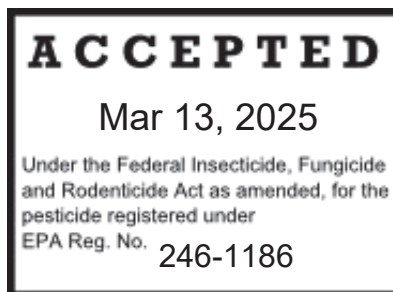 ACCEPTED
Mar 13, 2025
Under the Federal Insecticide, Fungicide
and Rodenticide Act as amended, for the
pesticide registered under
EPA Reg. No. 246-1186